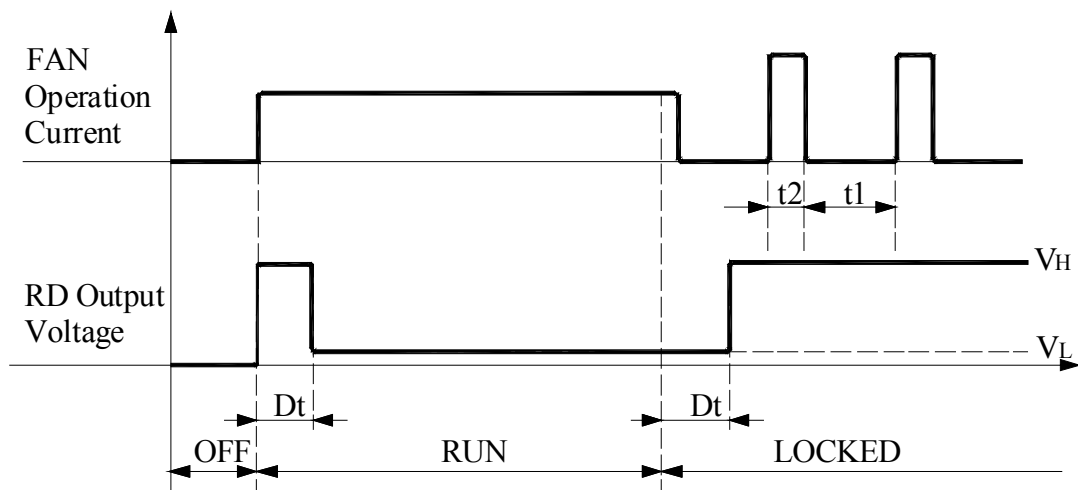 FAN
Operation
Current
t2
t1
VH
RD Output
Voltage
VL
Dt
Dt
OFF
RUN
LOCKED